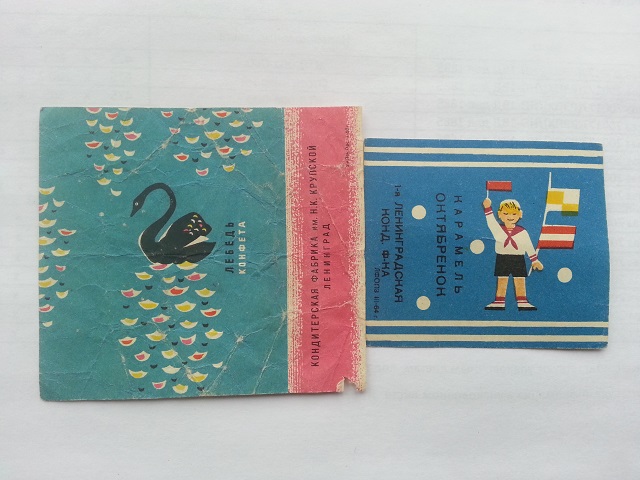 ЛЕБЕДЬ
КОНФЕТА
КОНДИТЕРСКАЯ ФАБРИКА им. Н.К. КРУПСКОЙ
ЛЕНИНГРАД
КАРАМЕЛЬ
ОКТЯБРЕНОК
1-я ЛЕНИНГРАДСКАЯ
КОНД. Ф-КА